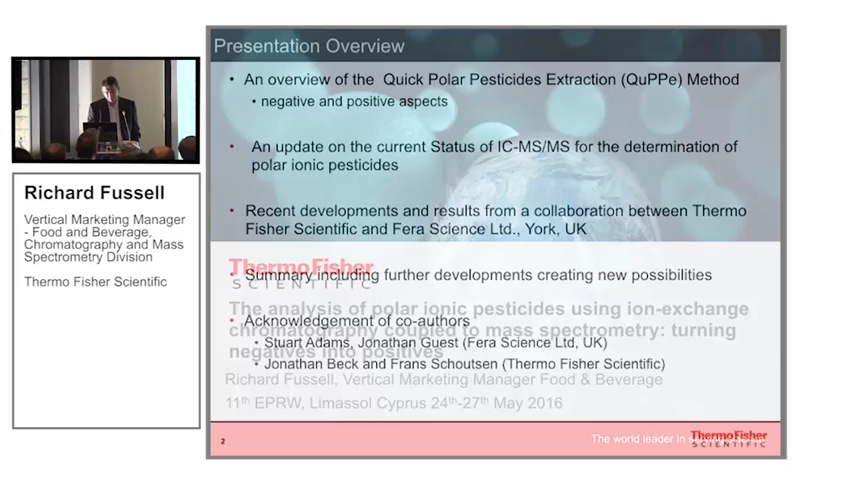 Presentation Overview
• An overview of the Quick Polar Pesticides Extraction (QuPPe) Method
• negative and positive aspects
• An update on the current Status of IC-MS/MS for the determination of
polar ionic pesticides
• Recent developments and results from a collaboration between Thermo
Fisher Scientific and Fera Science Ltd., York, UK
• Summary including further developments creating new possibilities
• Acknowledgement of co-authors
• Stuart Adams, Jonathan Guest (Fera Science Ltd, UK)
• Jonathan Beck and Frans Schoutsen (Thermo Fisher Scientific)
ThermoFisher
SCIENTIFIC
The analysis of polar ionic pesticides using ion-exchange
chromatography coupled to mass spectrometry: turning
negatives into positives
Richard Fussell, Vertical Marketing Manager Food & Beverage
11th EPRW, Limassol Cyprus 24th-27th May 2016
2
The world leader in
ThermoFisher
SCIENTIFIC
Richard Fussell
Vertical Marketing Manager
- Food and Beverage,
Chromatography and Mass
Spectrometry Division
Thermo Fisher Scientific